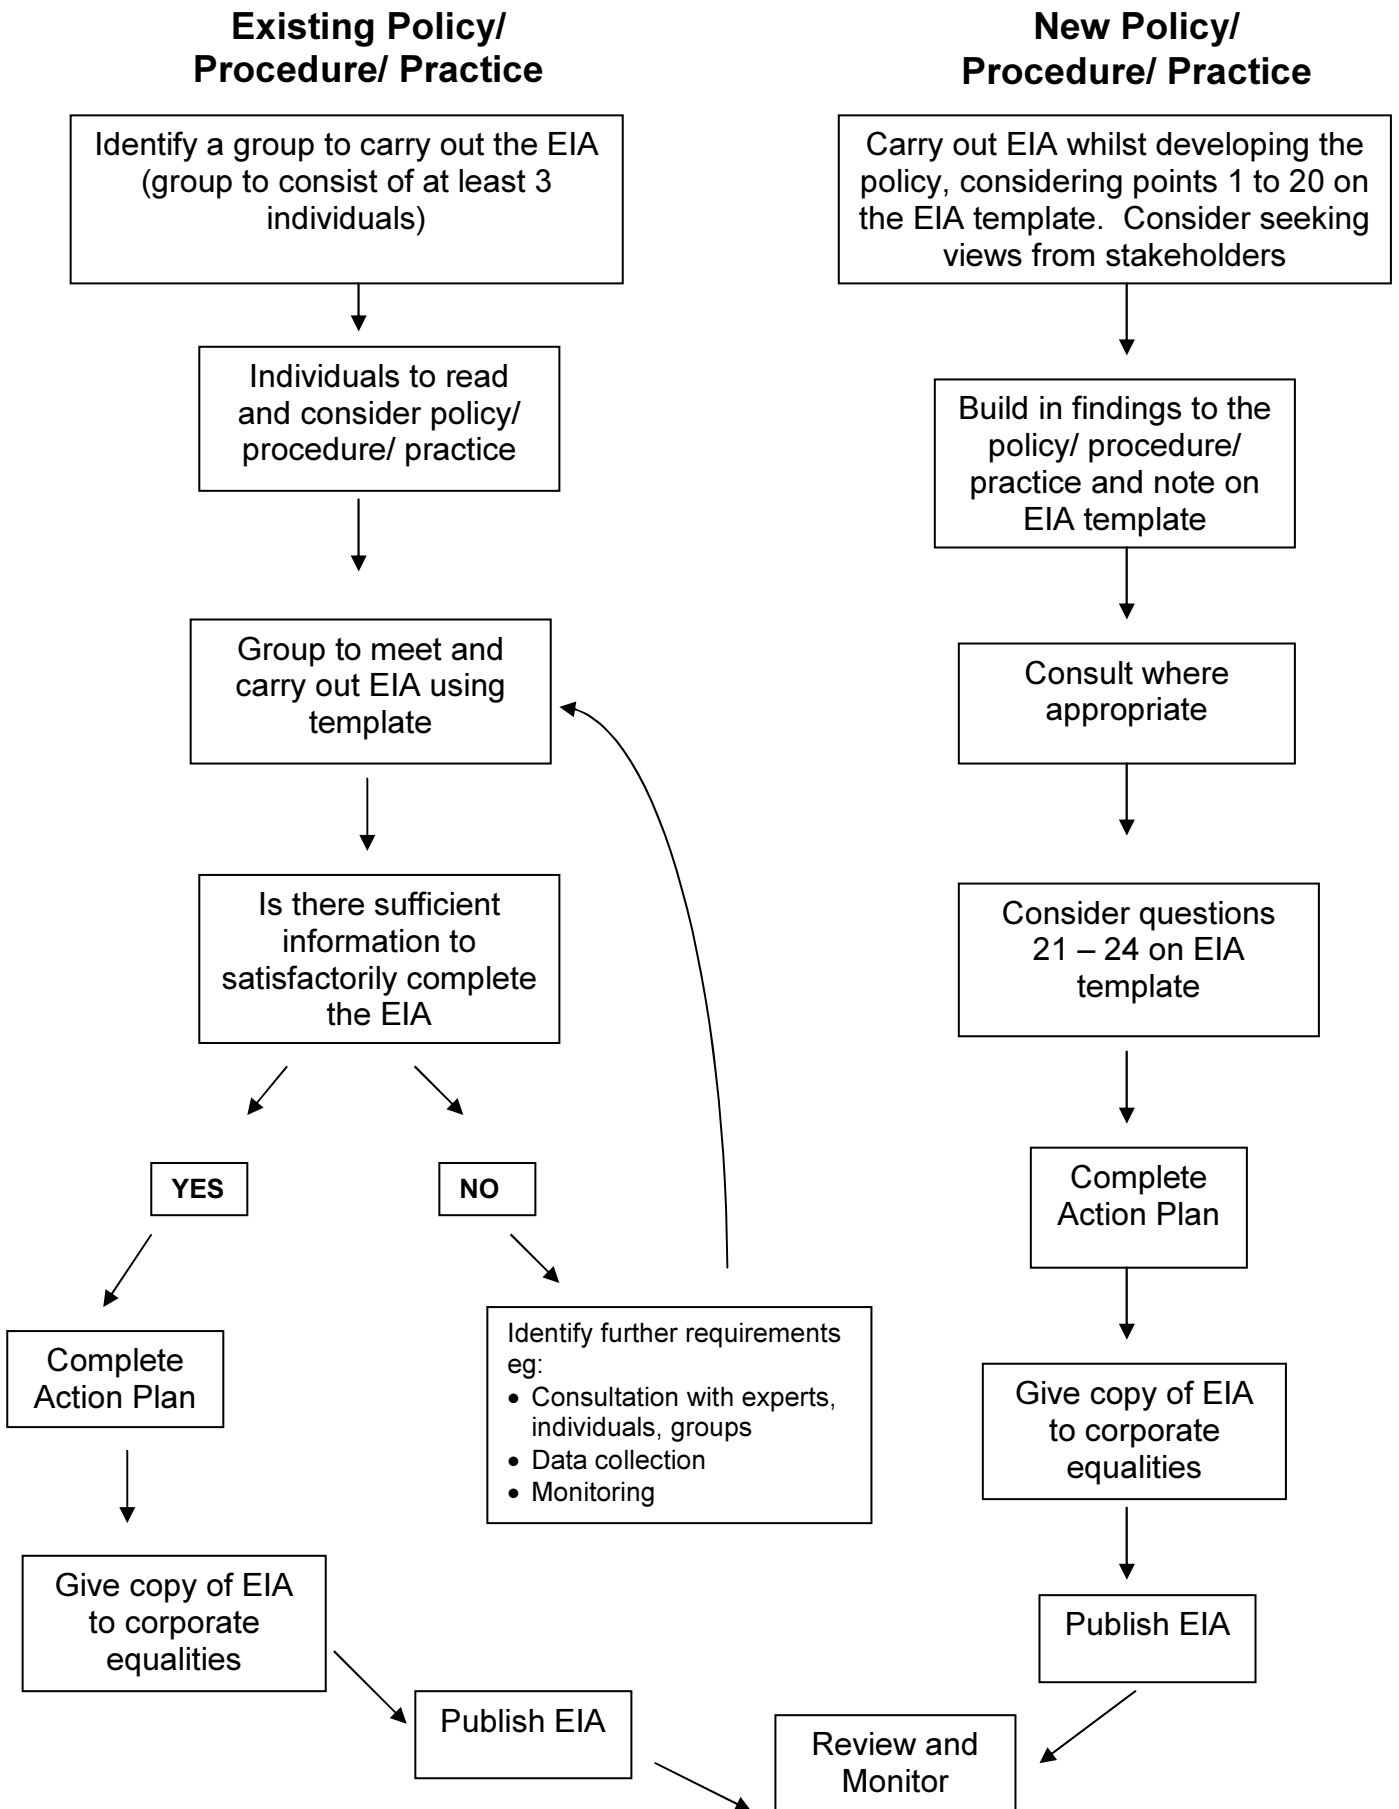 Existing Policy/
Procedure/ Practice
Identify a group to carry out the EIA
(group to consist of at least 3
individuals)
Individuals to read
and consider policy/
procedure/ practice
Group to meet and
carry out EIA using
template
Is there sufficient
information to
satisfactorily complete
the EIA
YES
NO
Complete
Action Plan
Identify further requirements
eg:
• Consultation with experts,
individuals, groups
• Data collection
• Monitoring
Give copy of EIA
to corporate
equalities
Publish EIA
New Policy/
Procedure/ Practice
Carry out EIA whilst developing the
policy, considering points 1 to 20 on
the EIA template.  Consider seeking
views from stakeholders
Build in findings to the
policy/ procedure/
practice and note on
EIA template
Consult where
appropriate
Consider questions
21 – 24 on EIA
template
Complete
Action Plan
Give copy of EIA
to corporate
equalities
Publish EIA
Review and
Monitor